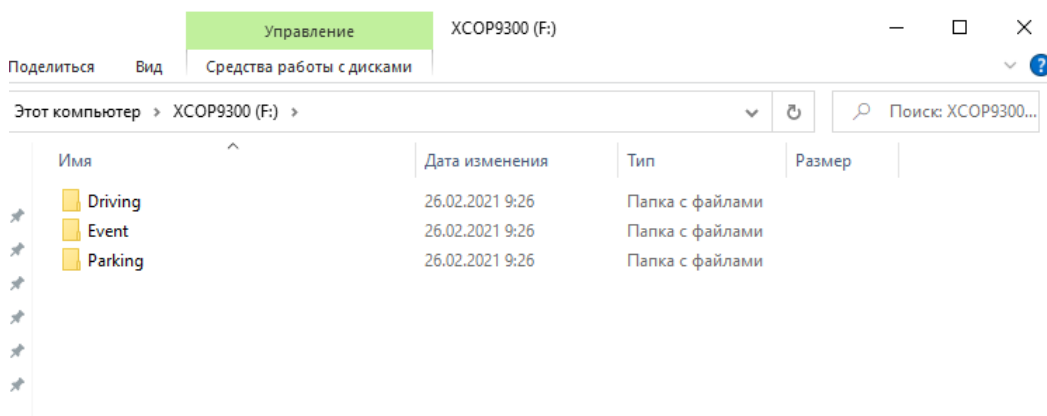 Управление XCOP9300 (F:)
Поделиться Вид Средства работы с дисками
Этот компьютер > XCOP9300 (F:) > Поиск: XCOP9300...
Имя Дата изменения Тип Размер
Driving 26.02.2021 9:26 Папка с файлами
Event 26.02.2021 9:26 Папка с файлами
Parking 26.02.2021 9:26 Папка с файлами